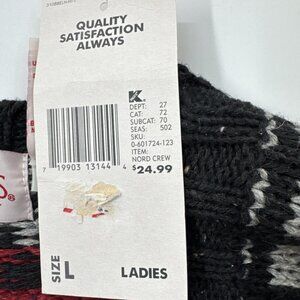 QUALITY
SATISFACTION
ALWAYS
K
DEPT: 27
CAT: 72
SUBCAT: 70
SEAS: 502
SKU:
0-601724-123
ITEM:
NORD CREW
$24.99
7 19903 13144 4
SIZE L LADIES
S®